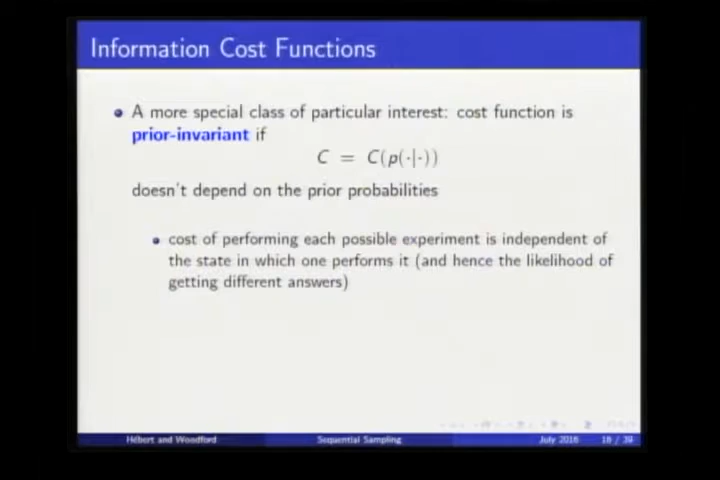 Information Cost Functions
A more special class of particular interest: cost function is
prior-invariant if
C = C(p(·|·))
doesn't depend on the prior probabilities
cost of performing each possible experiment is independent of
the state in which one performs it (and hence the likelihood of
getting different answers)
Hébert and Woodford Sequential Sampling July 2016 18 / 39